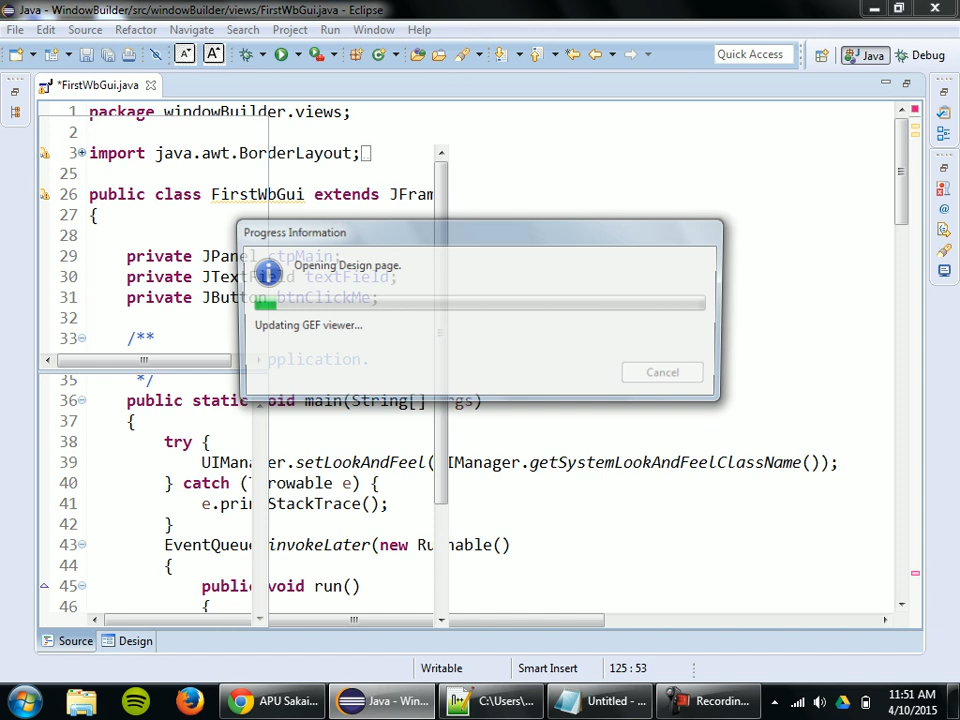 Java - WindowBuilder/src/windowBuilder/views/FirstWbGui.java - Eclipse
File Edit Source Refactor Navigate Search Project Run Window Help
Quick Access Java Debug
*FirstWbGui.java
1 package windowBuilder.views;
2
3 import java.awt.BorderLayout;
25
26 public class FirstWbGui extends JFram
27 {
28
29 private JPanel ctpMain;
30 private JTextField textField;
31 private JButton btnClickMe;
32
33 /**
pplication.
35 */
36 public static void main(String[] args)
37 {
38 try {
39 UIManager.setLookAndFeel(UIManager.getSystemLookAndFeelClassName());
40 } catch (Throwable e) {
41 e.printStackTrace();
42 }
43 EventQueue.invokeLater(new Runnable()
44 {
45 public void run()
46 {
Progress Information
Opening Design page.
Updating GEF viewer...
Cancel
Source Design
Writable Smart Insert 125 : 53
APU Sakai... Java - Win... C:\Users\... Untitled - ... Recordin...
11:51 AM
4/10/2015